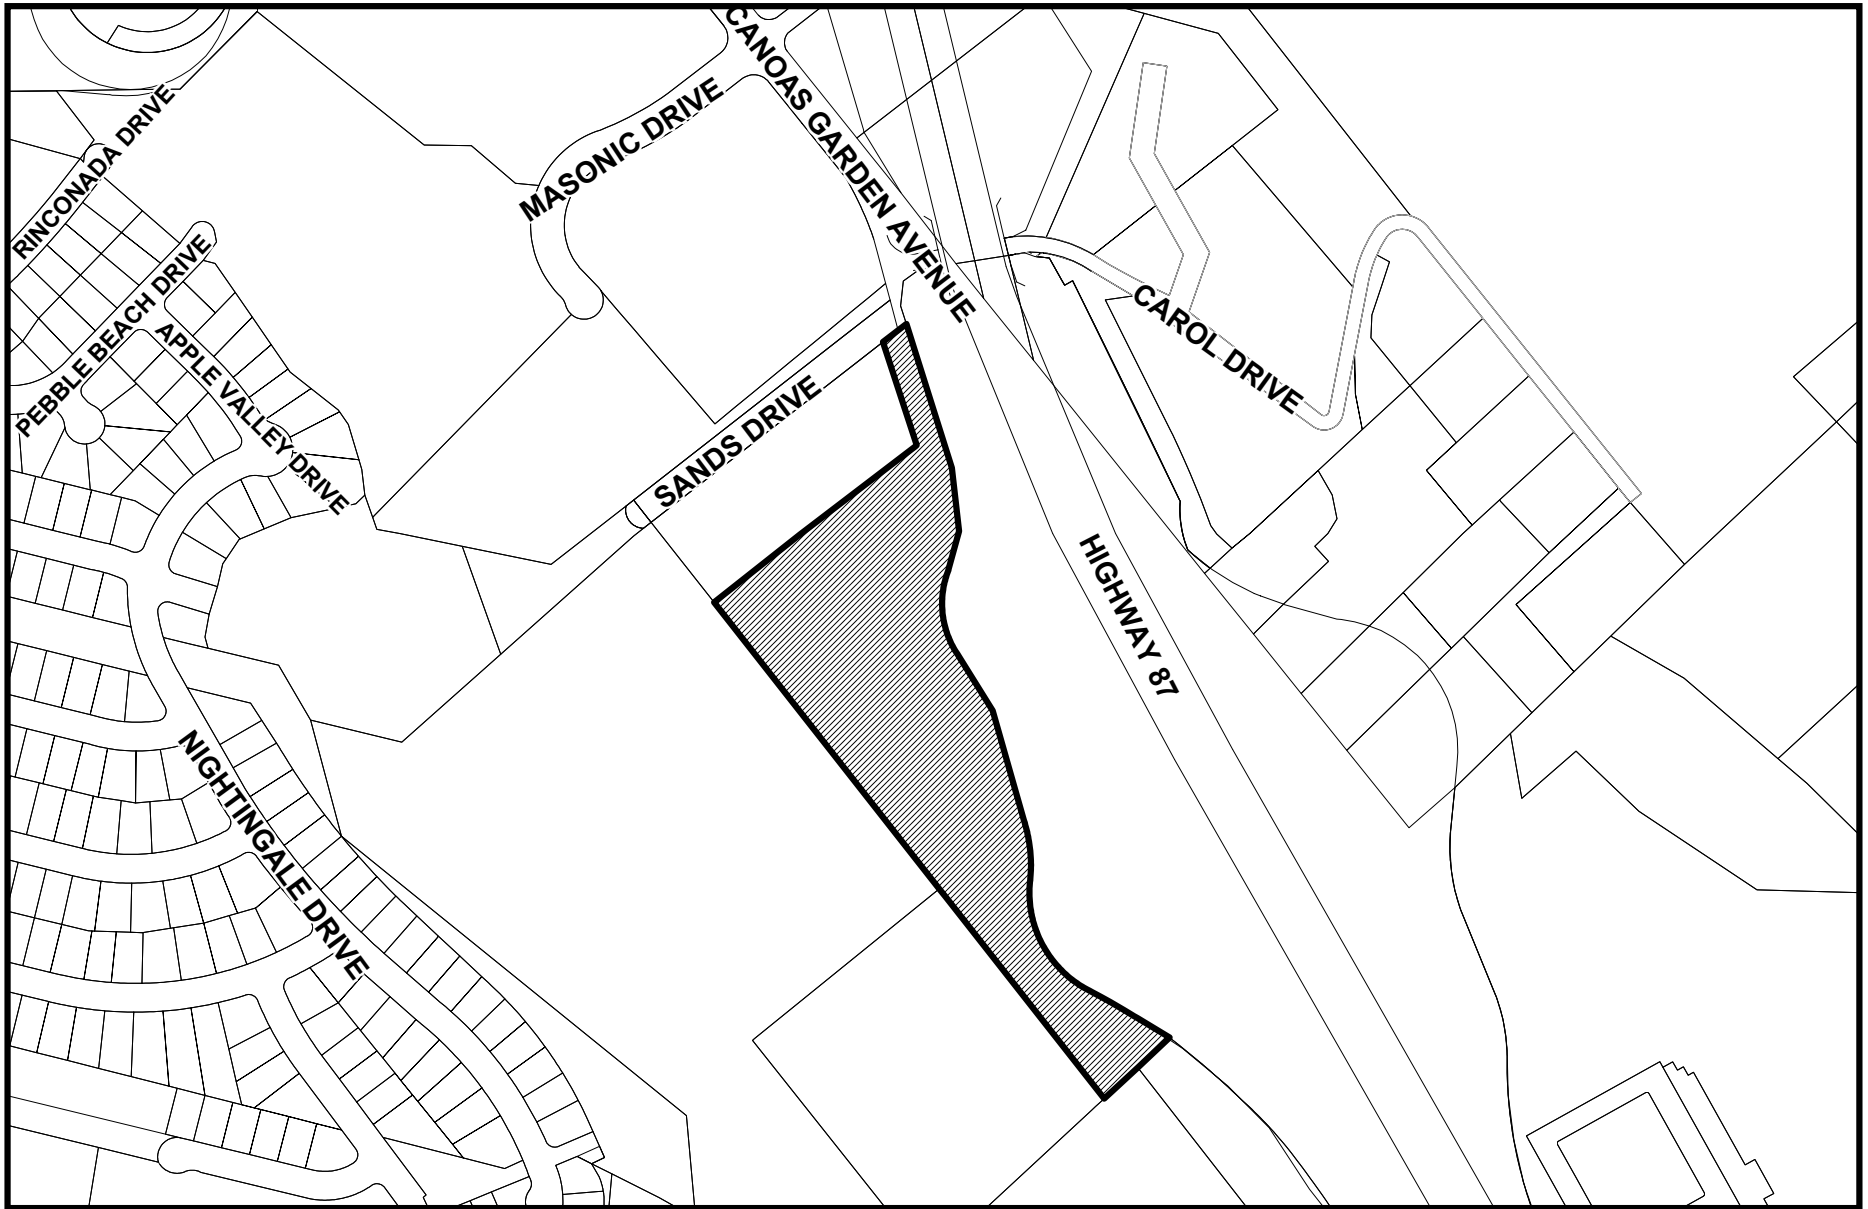 CANOAS GARDEN AVENUE
MASONIC DRIVE
RINCONADA DRIVE
PEBBLE BEACH DRIVE
APPLE VALLEY DRIVE
CAROL DRIVE
SANDS DRIVE
HIGHWAY 87
NIGHTINGALE DRIVE